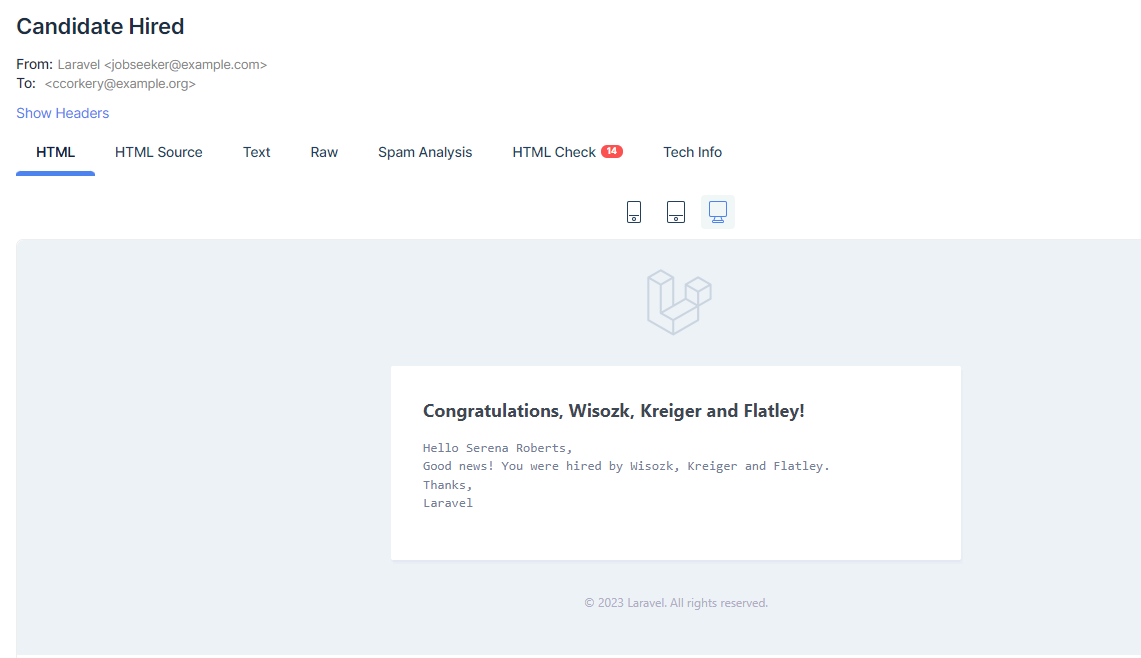 Candidate Hired
From: Laravel <jobseeker@example.com>
To: <ccorkery@example.org>
Show Headers
HTML HTML Source Text Raw Spam Analysis HTML Check 14 Tech Info
Congratulations, Wisozk, Kreiger and Flatley!
Hello Serena Roberts,
Good news! You were hired by Wisozk, Kreiger and Flatley.
Thanks,
Laravel
© 2023 Laravel. All rights reserved.